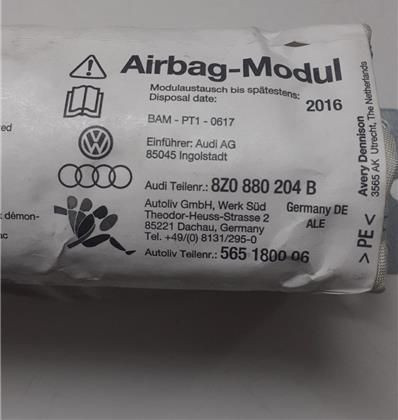 Airbag-Modul
Modulaustausch bis spätestens:
Disposal date:
2016
BAM - PT1 - 0617
Einführer: Audi AG
85045 Ingolstadt
Audi Teilenr.: 8Z0 880 204 B
Autoliv GmbH, Werk Süd
Theodor-Heuss-Strasse 2
85221 Dachau, Germany
Tel. +49/(0) 8131/295-0
Germany DE
ALE
Autoliv Teilenr.: 565 1800 06
> PE <
Avery Dennison
3565 AK Utrecht, The Netherlands
démon-